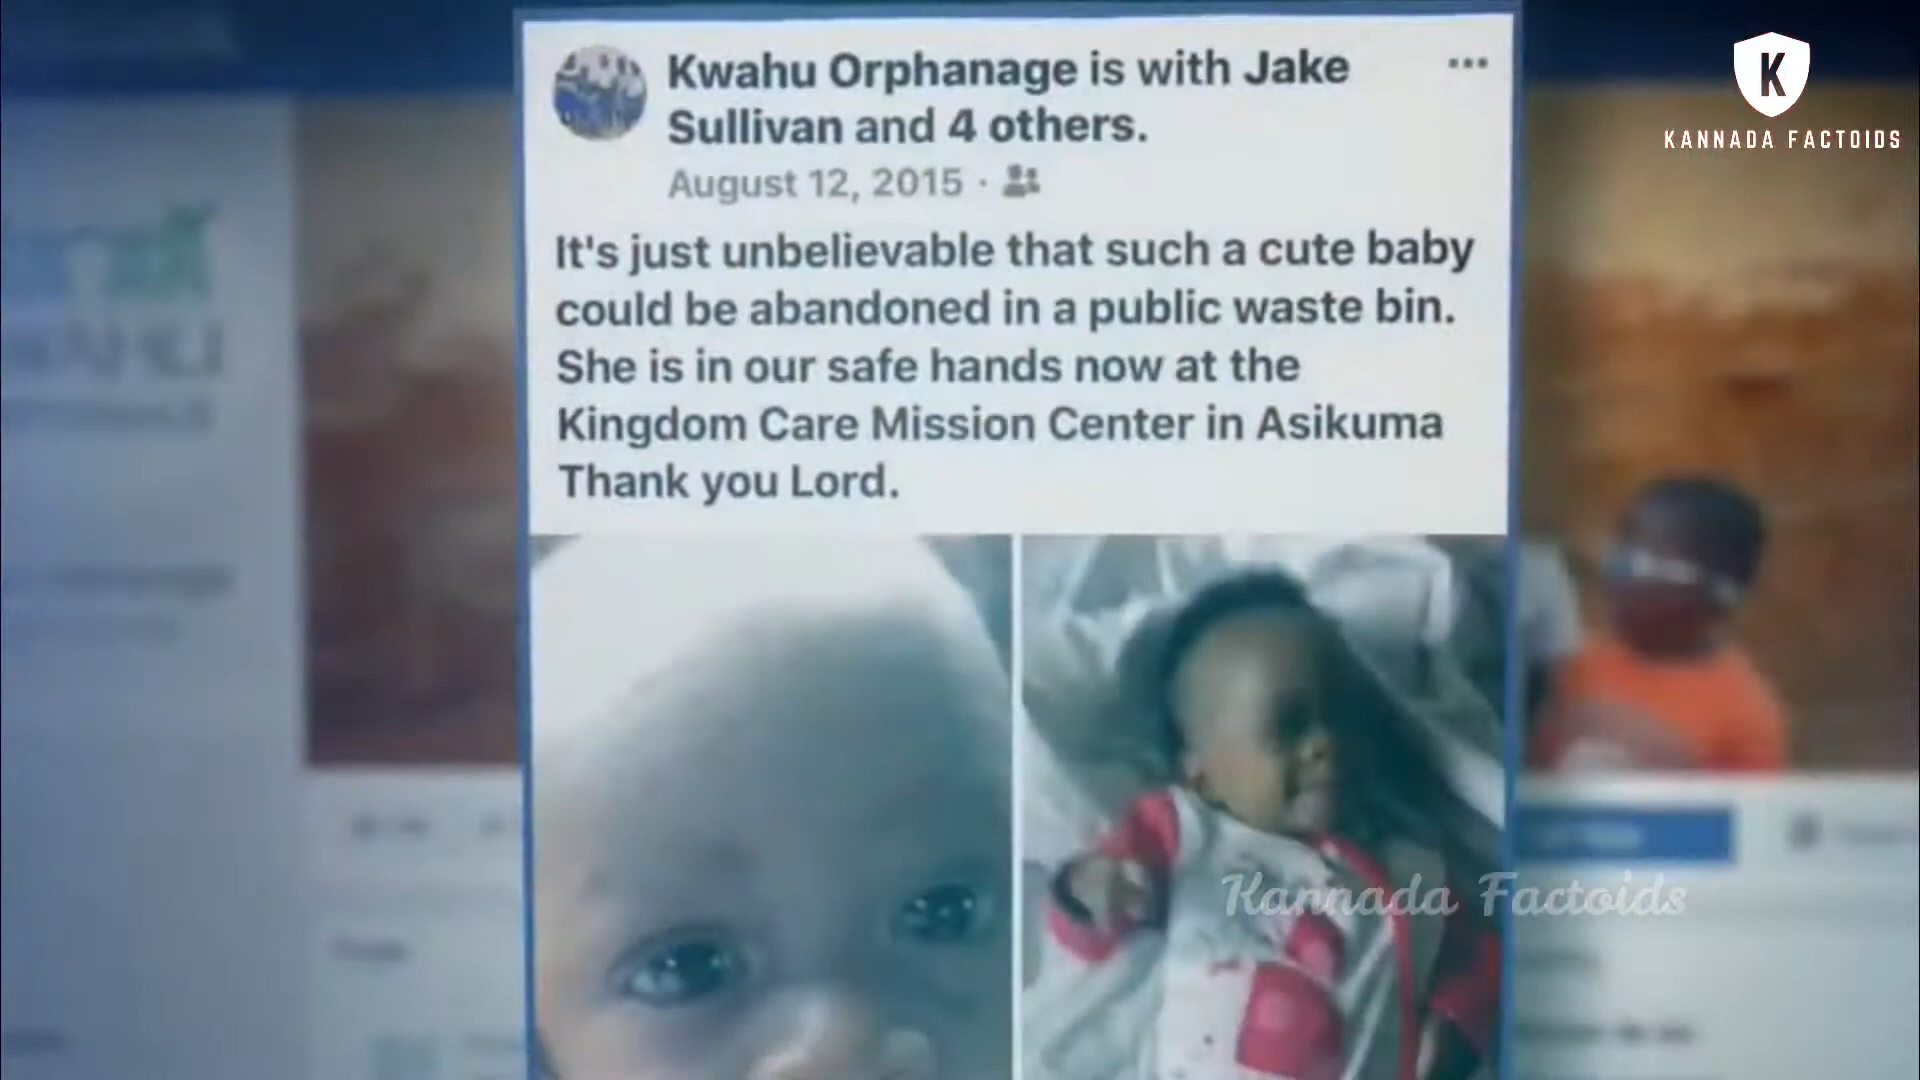 Kwahu Orphanage is with Jake
Sullivan and 4 others.
August 12, 2015 ·
It's just unbelievable that such a cute baby
could be abandoned in a public waste bin.
She is in our safe hands now at the
Kingdom Care Mission Center in Asikuma
Thank you Lord.
K
KANNADA FACTOIDS
Kannada Factoids